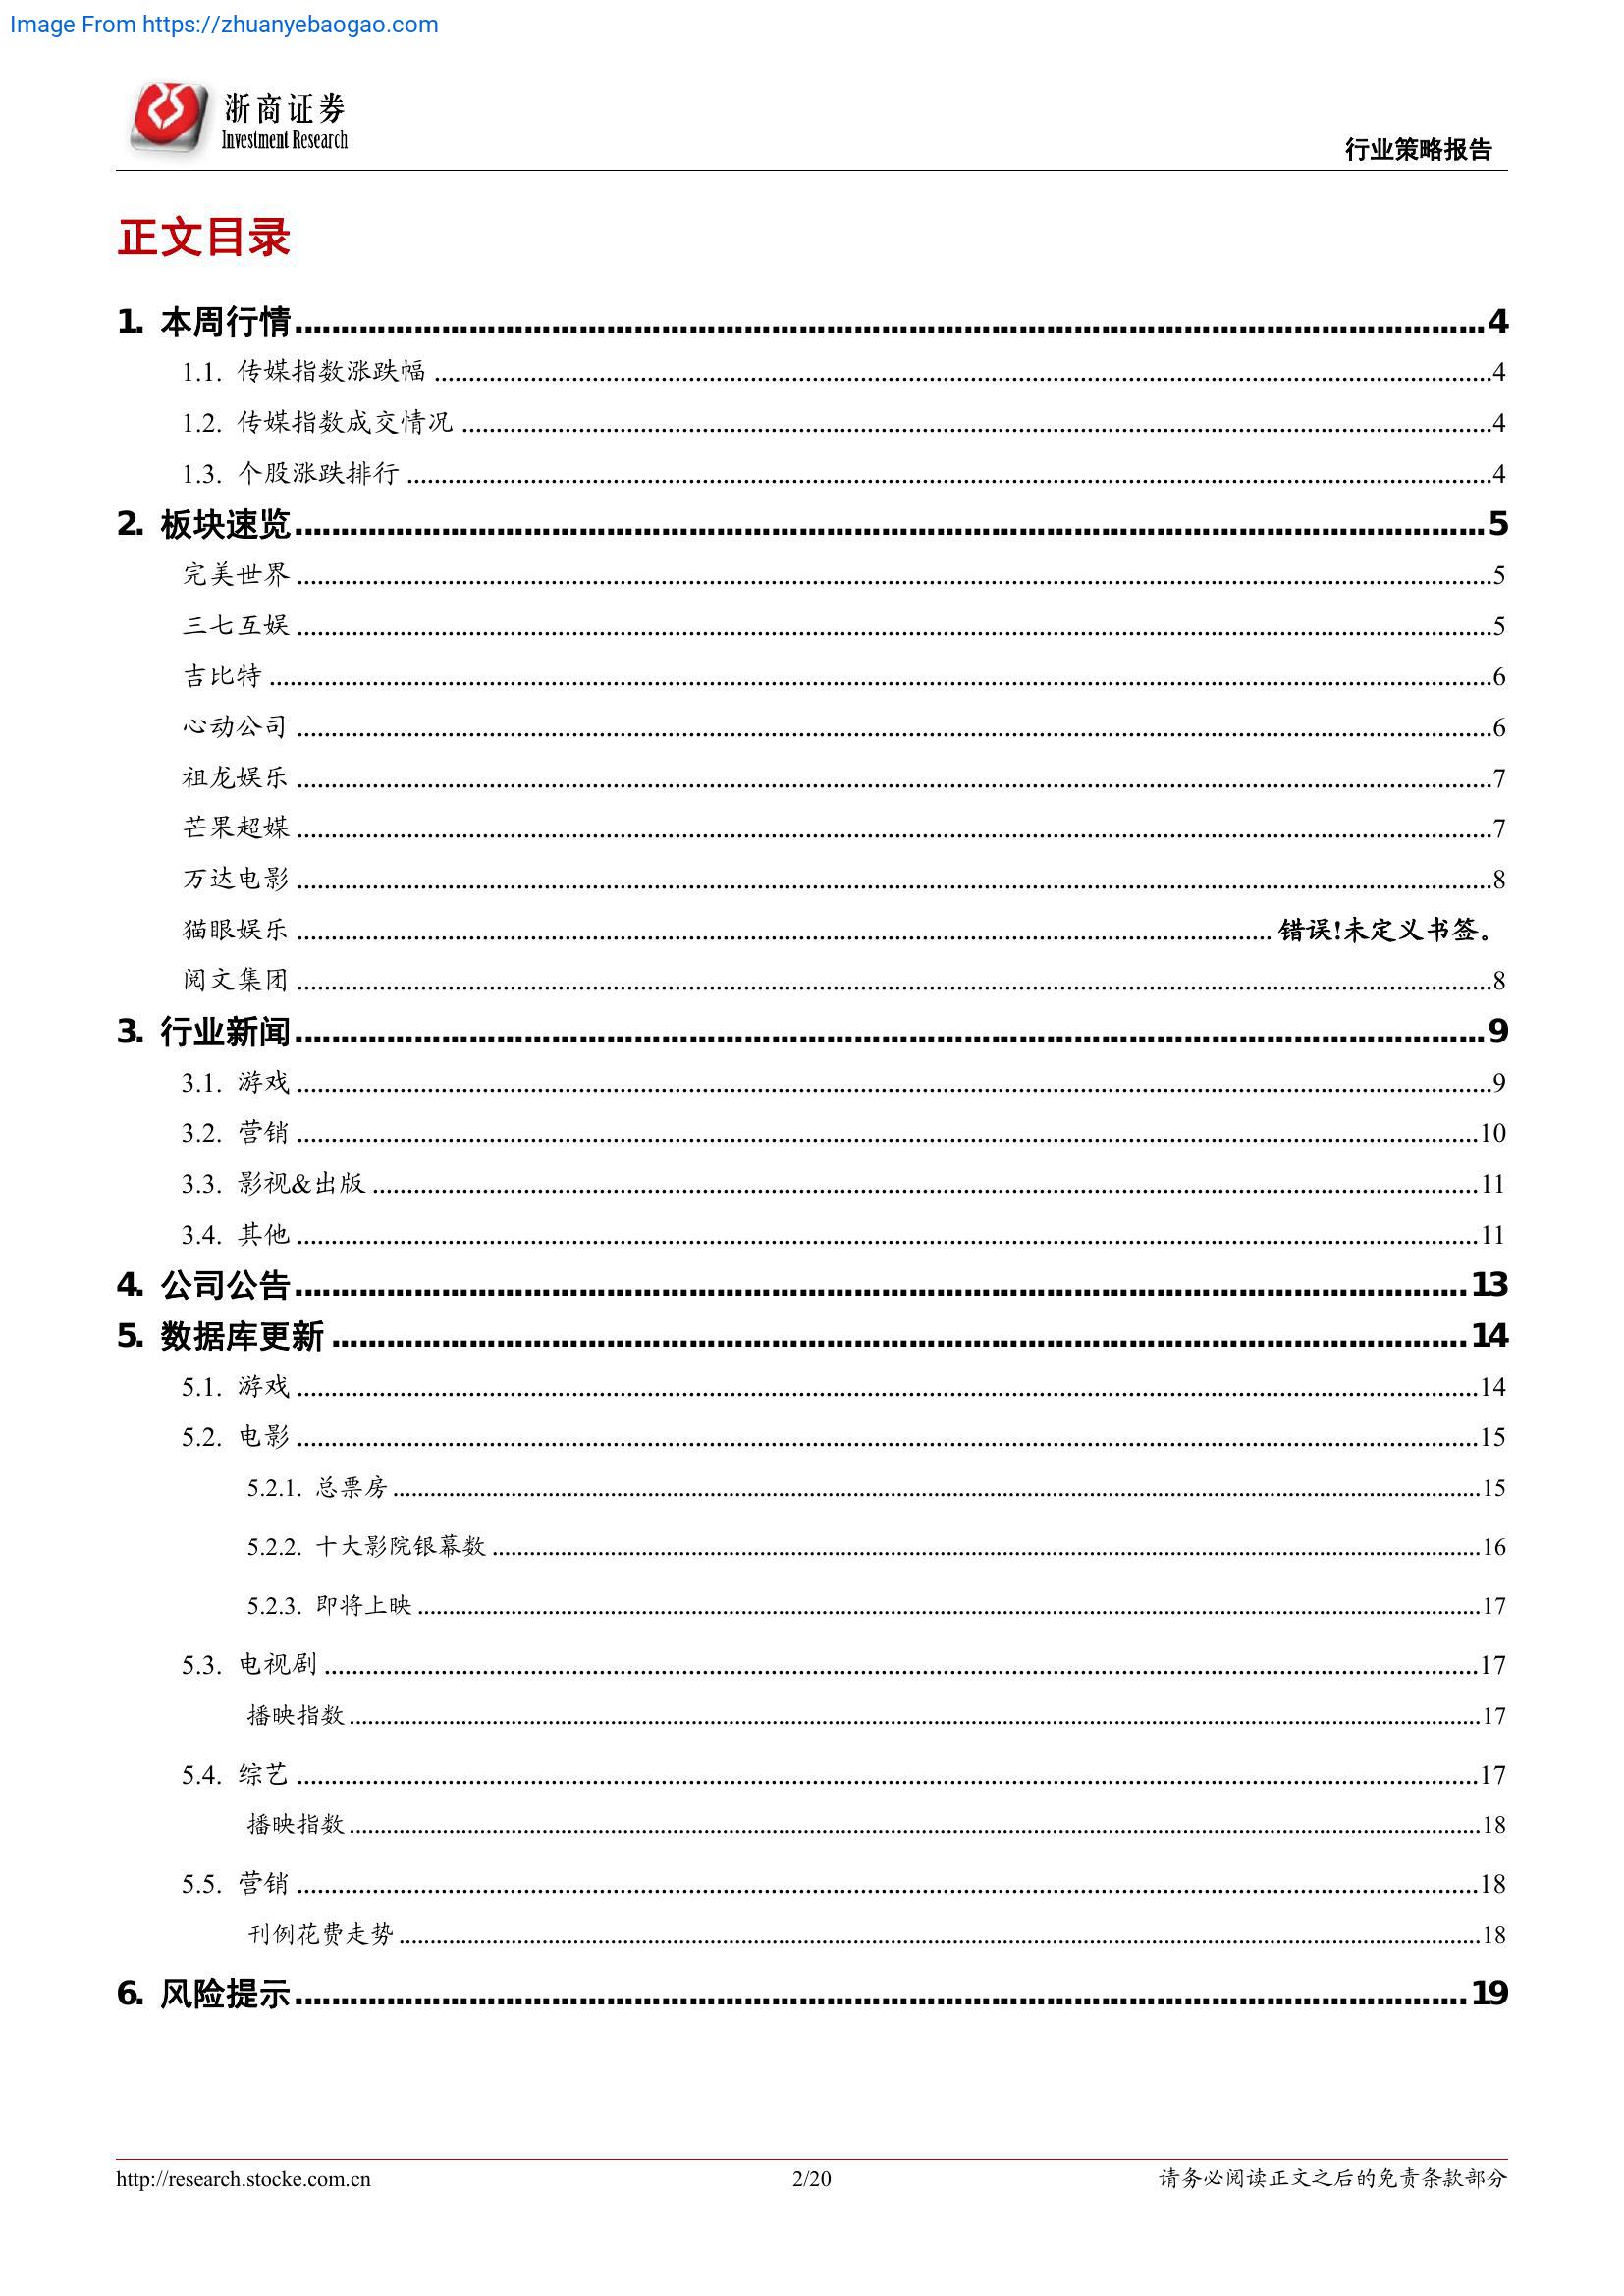 Image From https://zhuanyebaogao.com
浙商证券
Investment Research
行业策略报告
正文目录
1. 本周行情 4
1.1. 传媒指数涨跌幅 4
1.2. 传媒指数成交情况 4
1.3. 个股涨跌排行 4
2. 板块速览 5
完美世界 5
三七互娱 5
吉比特 6
心动公司 6
祖龙娱乐 7
芒果超媒 7
万达电影 8
猫眼娱乐 错误!未定义书签。
阅文集团 8
3. 行业新闻 9
3.1. 游戏 9
3.2. 营销 10
3.3. 影视&出版 11
3.4. 其他 11
4. 公司公告 13
5. 数据库更新 14
5.1. 游戏 14
5.2. 电影 15
5.2.1. 总票房 15
5.2.2. 十大影院银幕数 16
5.2.3. 即将上映 17
5.3. 电视剧 17
播映指数 17
5.4. 综艺 17
播映指数 18
5.5. 营销 18
刊例花费走势 18
6. 风险提示 19
http://research.stocke.com.cn 2/20 请务必阅读正文之后的免责条款部分